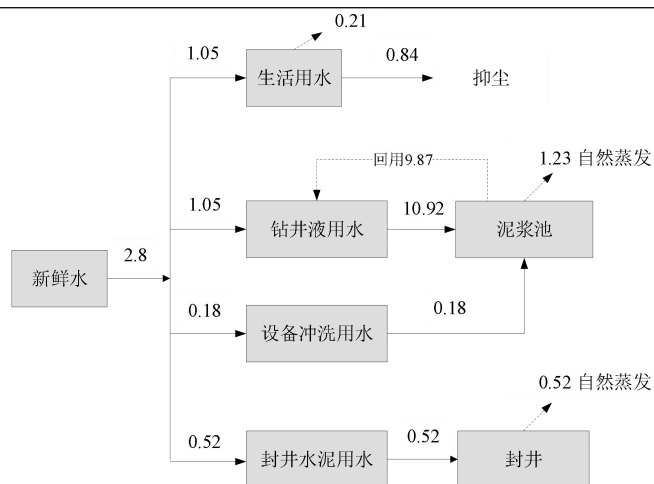 0.21
1.05
生活用水
0.84
抑尘
回用9.87
1.23 自然蒸发
1.05
钻井液用水
10.92
泥浆池
新鲜水
2.8
0.18
设备冲洗用水
0.18
0.52 自然蒸发
0.52
封井水泥用水
0.52
封井